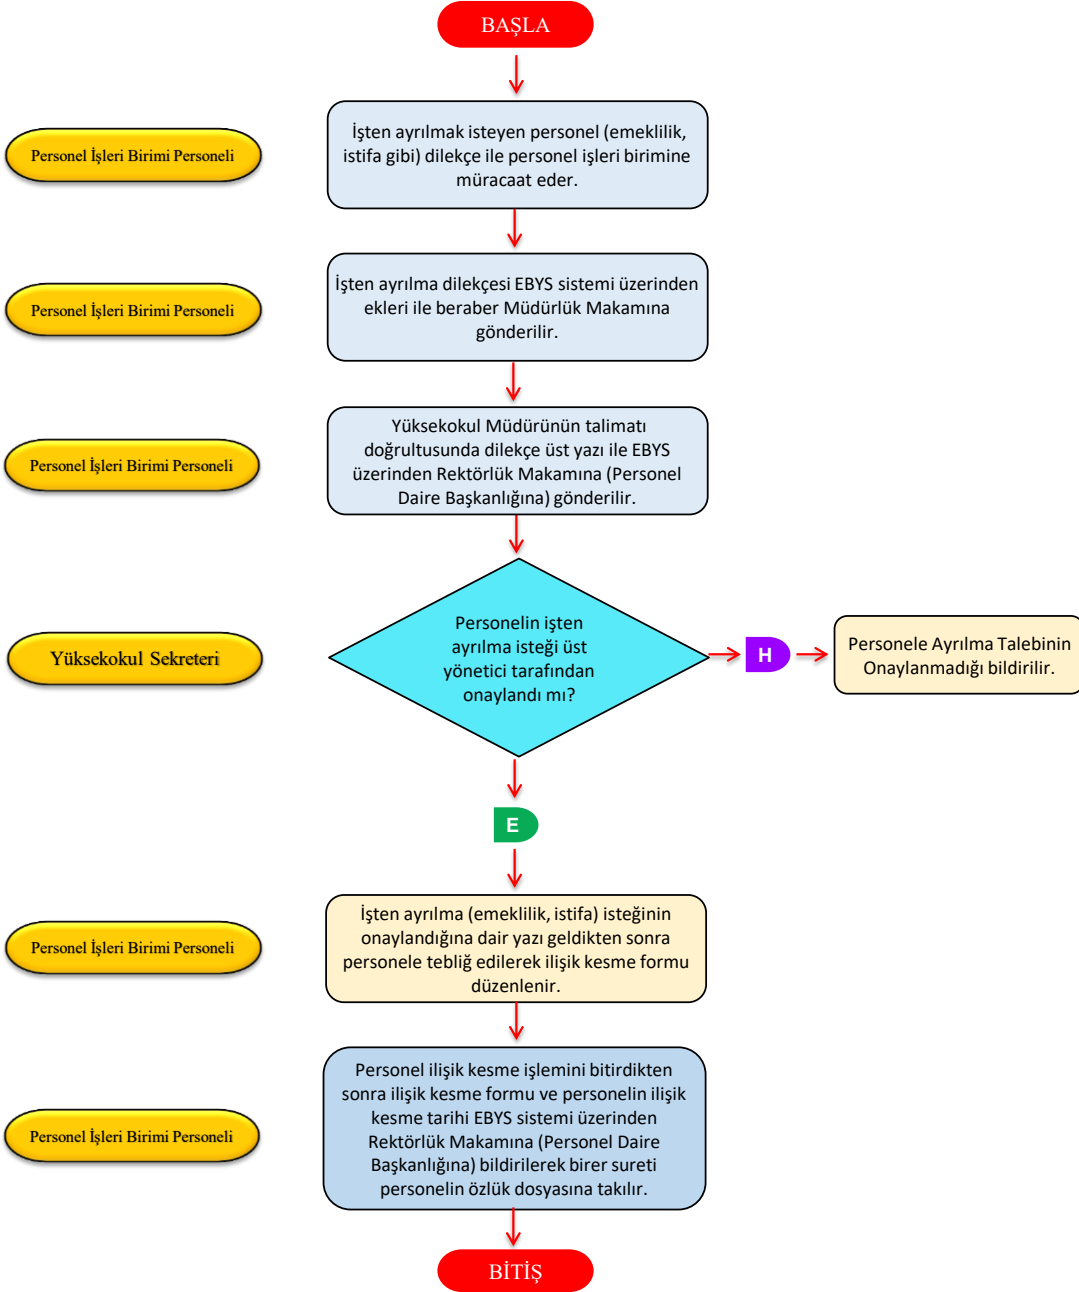 BAŞLA
Personel İşleri Birimi Personeli
İşten ayrılmak isteyen personel (emeklilik,
istifa gibi) dilekçe ile personel işleri birimine
müracaat eder.
Personel İşleri Birimi Personeli
İşten ayrılma dilekçesi EBYS sistemi üzerinden
ekleri ile beraber Müdürlük Makamına
gönderilir.
Personel İşleri Birimi Personeli
Yüksekokul Müdürünün talimatı
doğrultusunda dilekçe üst yazı ile EBYS
üzerinden Rektörlük Makamına (Personel
Daire Başkanlığına) gönderilir.
Yüksekokul Sekreteri
Personelin işten
ayrılma isteği üst
yönetici tarafından
onaylandı mı?
H
Personele Ayrılma Talebinin
Onaylanmadığı bildirilir.
E
Personel İşleri Birimi Personeli
İşten ayrılma (emeklilik, istifa) isteğinin
onaylandığına dair yazı geldikten sonra
personele tebliğ edilerek ilişik kesme formu
düzenlenir.
Personel İşleri Birimi Personeli
Personel ilişik kesme işlemini bitirdikten
sonra ilişik kesme formu ve personelin ilişik
kesme tarihi EBYS sistemi üzerinden
Rektörlük Makamına (Personel Daire
Başkanlığına) bildirilerek birer sureti
personelin özlük dosyasına takılır.
BİTİŞ